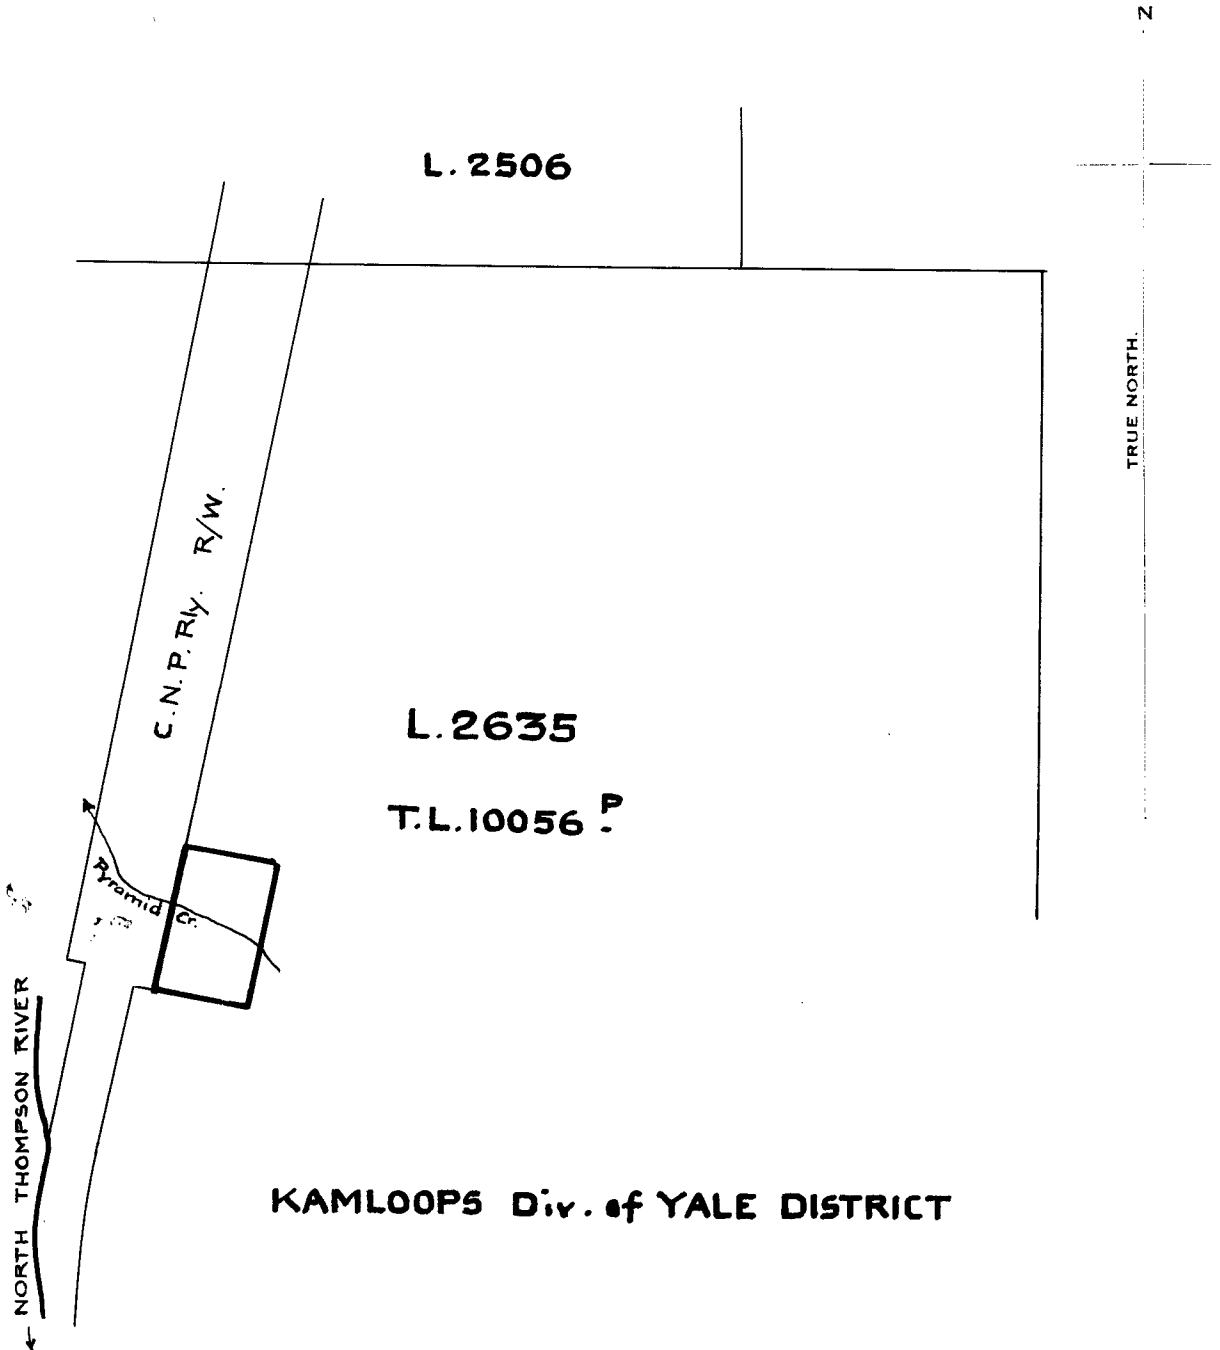 N
L. 2506
TRUE NORTH.
C.N.P. Rly. R/W.
L. 2635
T.L. 10056 P
Pyramid Cr.
NORTH THOMPSON RIVER
KAMLOOPS Div. of YALE DISTRICT